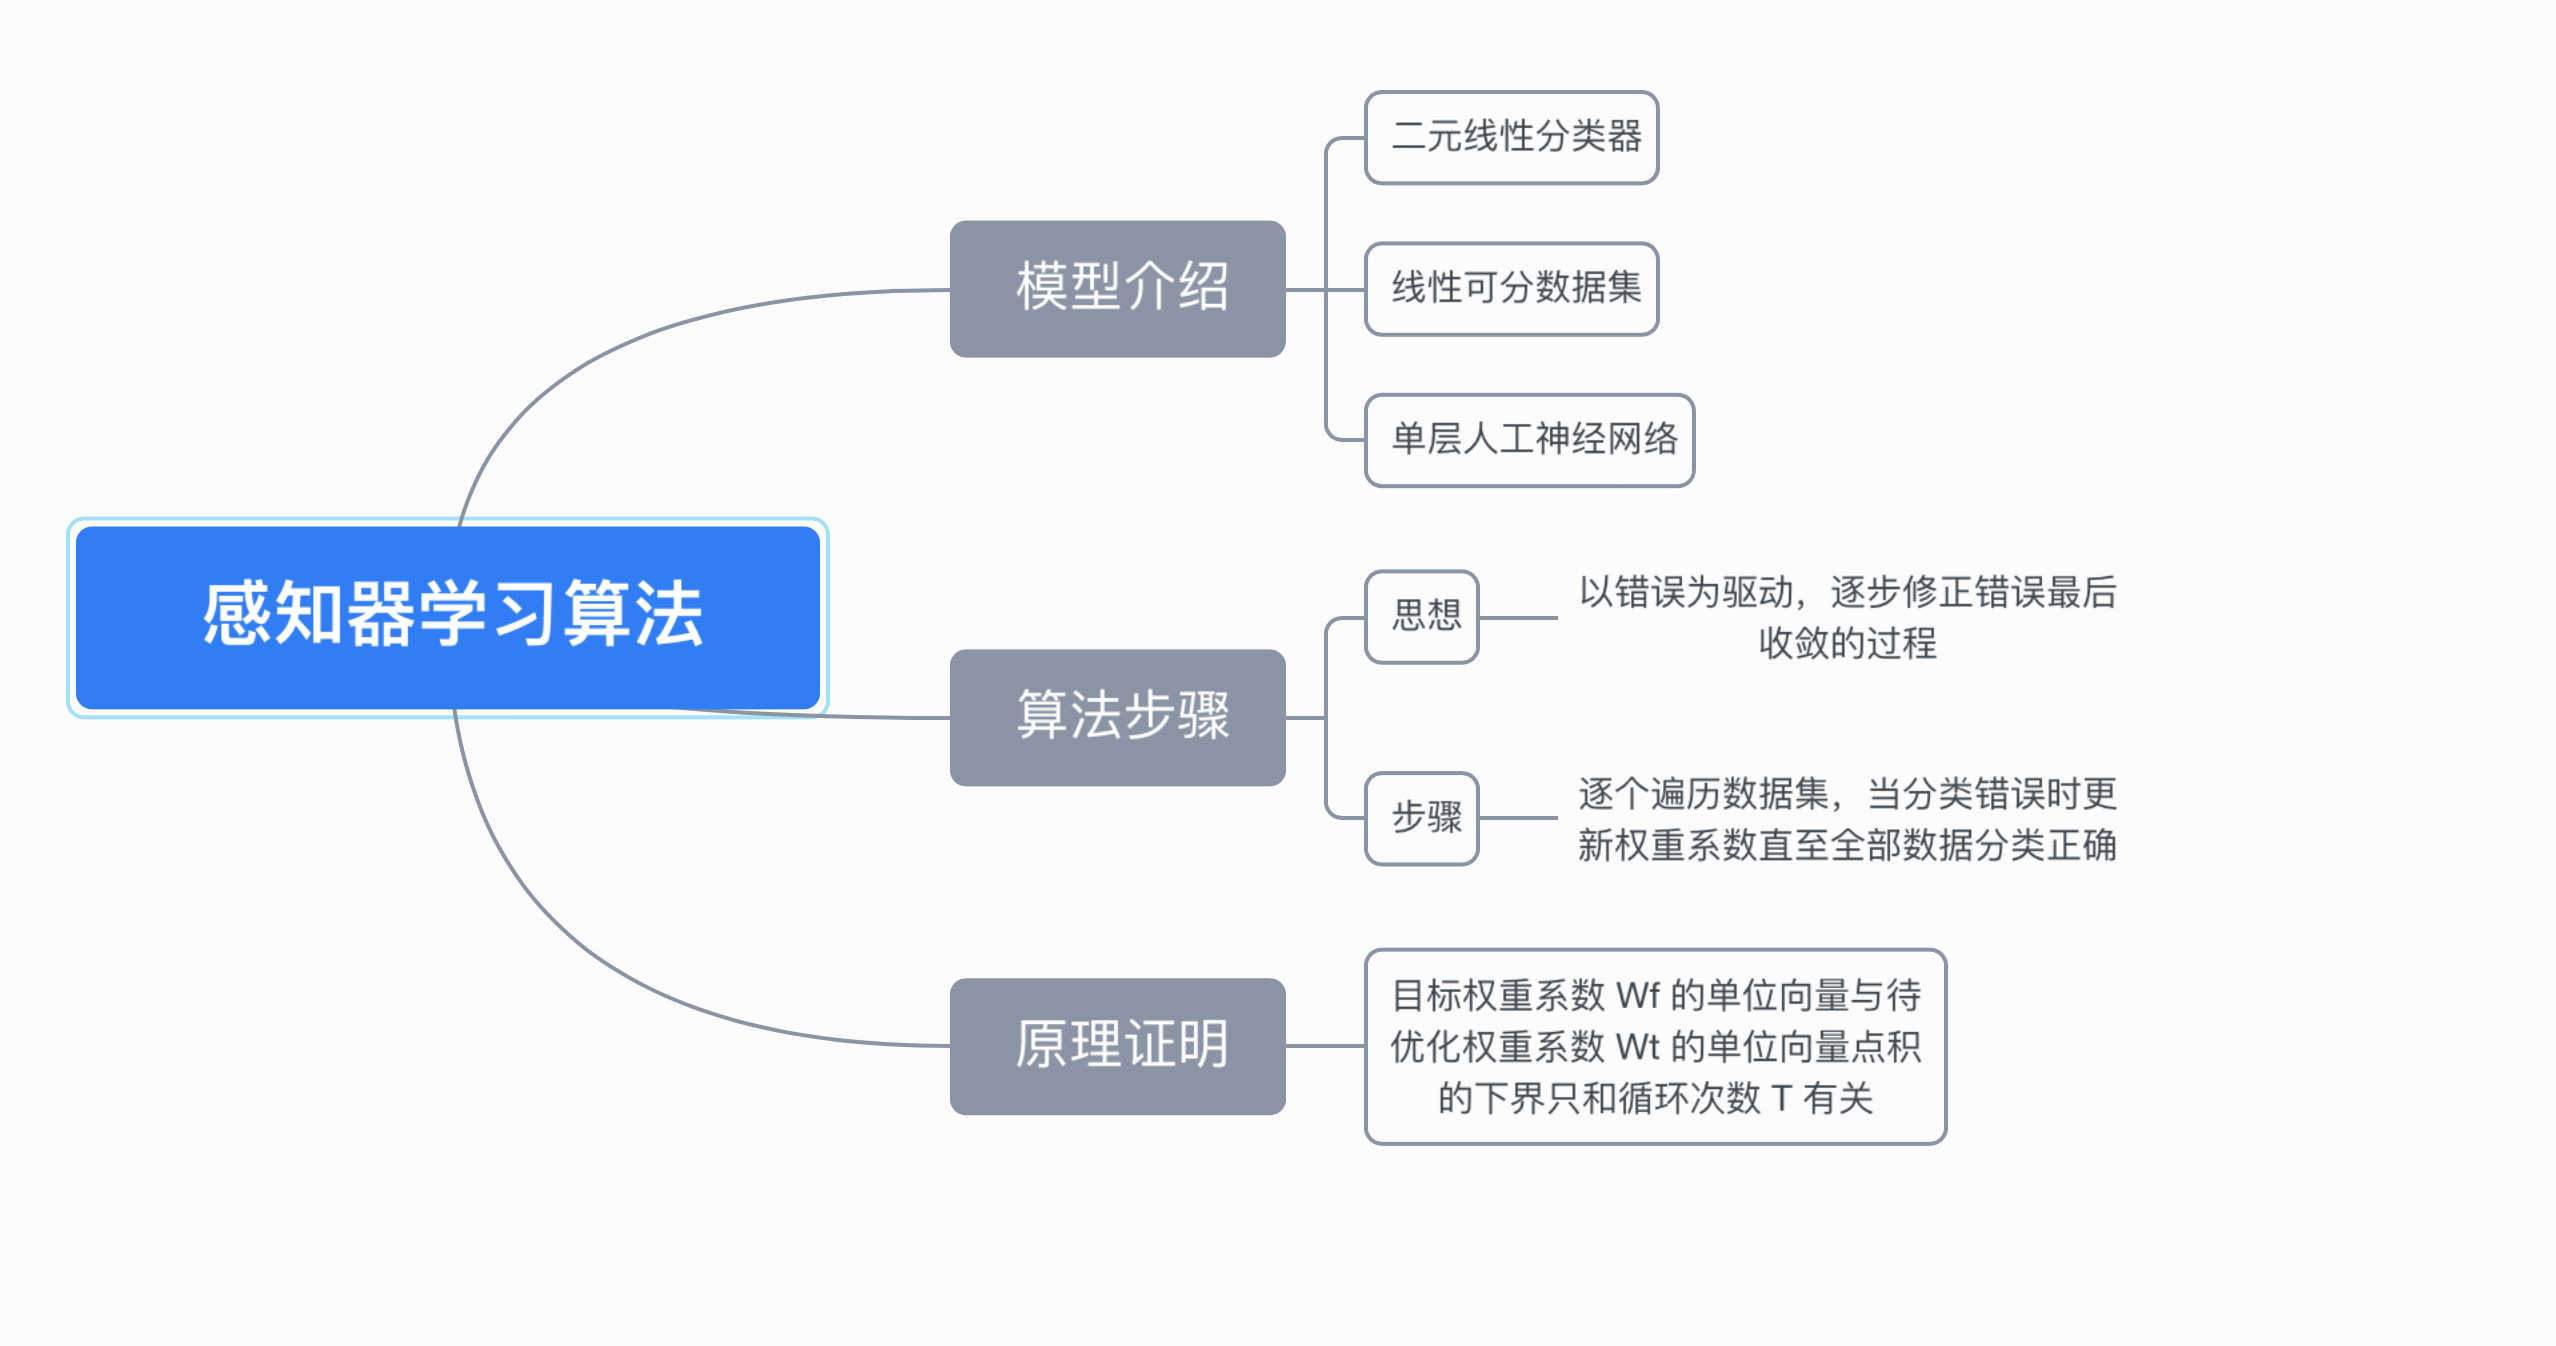 感知器学习算法
模型介绍
二元线性分类器
线性可分数据集
单层人工神经网络
算法步骤
思想
以错误为驱动，逐步修正错误最后
收敛的过程
步骤
逐个遍历数据集，当分类错误时更
新权重系数直至全部数据分类正确
原理证明
目标权重系数 Wf 的单位向量与待
优化权重系数 Wt 的单位向量点积
的下界只和循环次数 T 有关